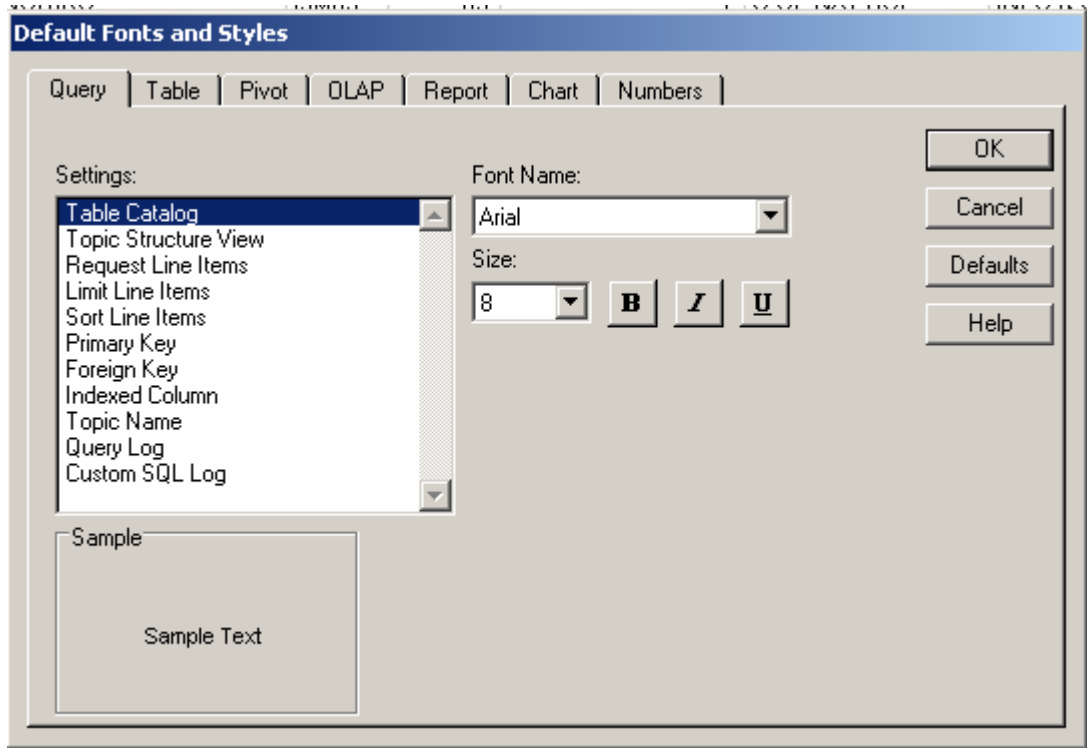 Default Fonts and Styles
Query Table Pivot OLAP Report Chart Numbers
OK
Settings: Font Name:
Cancel
Table Catalog
Arial
Topic Structure View
Request Line Items
Size:
Defaults
Limit Line Items
8 B I U
Sort Line Items
Help
Primary Key
Foreign Key
Indexed Column
Topic Name
Query Log
Custom SQL Log
Sample
Sample Text